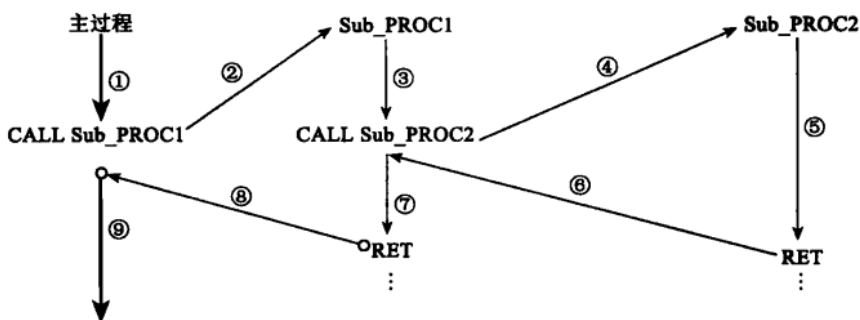 主过程
Sub_PROC1
Sub_PROC2
①
②
③
④
CALL Sub_PROC1
CALL Sub_PROC2
⑤
⑥
⑦
⑧
⑨
RET
RET
⋮
⋮